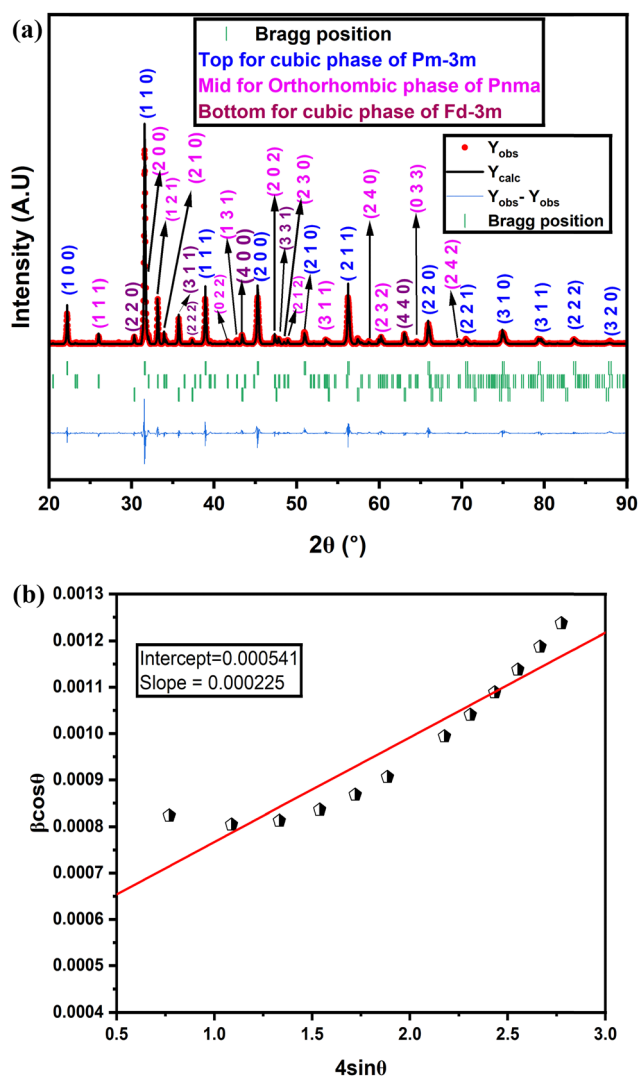 (a)
Bragg position
Top for cubic phase of Pm-3m
Mid for Orthorhombic phase of Pnma
Bottom for cubic phase of Fd-3m
Y_obs
Y_calc
Y_obs- Y_obs
Bragg position
Intensity (A.U)
(1 0 0)
(1 1 1)
(2 2 0)
(1 1 0)
(2 0 0)
(1 2 1)
(2 1 0)
(3 1 1)
(2 2 2)
(1 1 1)
(0 2 2)
(1 3 1)
(4 0 0)
(2 0 0)
(2 0 2)
(3 3 1)
(2 3 0)
(2 1 2)
(2 1 0)
(3 1 1)
(2 1 1)
(2 4 0)
(2 3 2)
(4 4 0)
(0 3 3)
(2 2 0)
(2 4 2)
(2 2 1)
(3 1 0)
(3 1 1)
(2 2 2)
(3 2 0)
20 30 40 50 60 70 80 90
2θ (°)
(b)
0.0013
0.0012
0.0011
0.0010
0.0009
0.0008
0.0007
0.0006
0.0005
0.0004
βcosθ
Intercept=0.000541
Slope = 0.000225
0.5 1.0 1.5 2.0 2.5 3.0
4sinθ